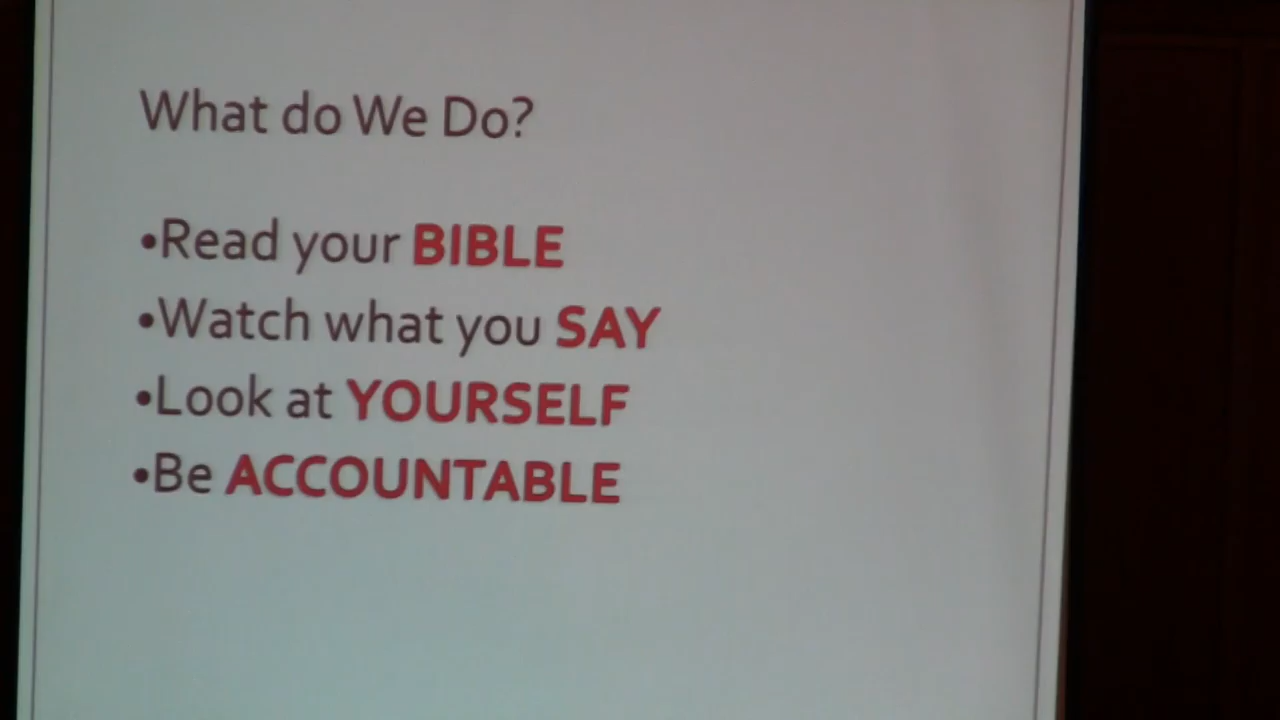 What do We Do?
•Read your BIBLE
•Watch what you SAY
•Look at YOURSELF
•Be ACCOUNTABLE